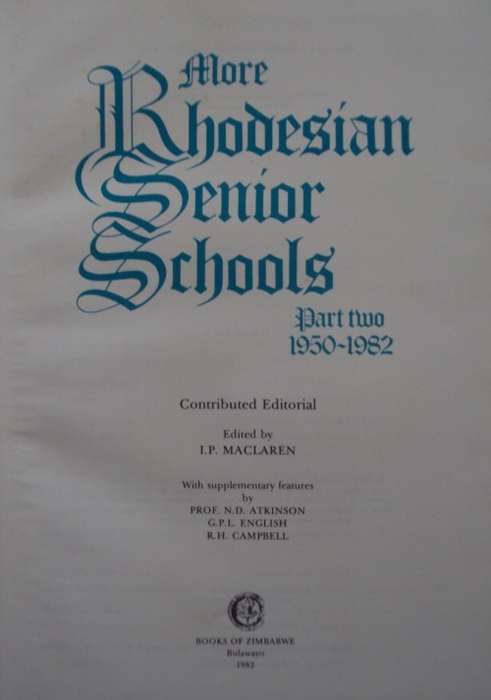 More
Rhodesian
Senior
Schools
Part two
1950-1982
Contributed Editorial
Edited by
I.P. MACLAREN
With supplementary features
by
PROF. N.D. ATKINSON
G.P.L. ENGLISH
R.H. CAMPBELL
BOOKS OF ZIMBABWE
Bulawayo
1982